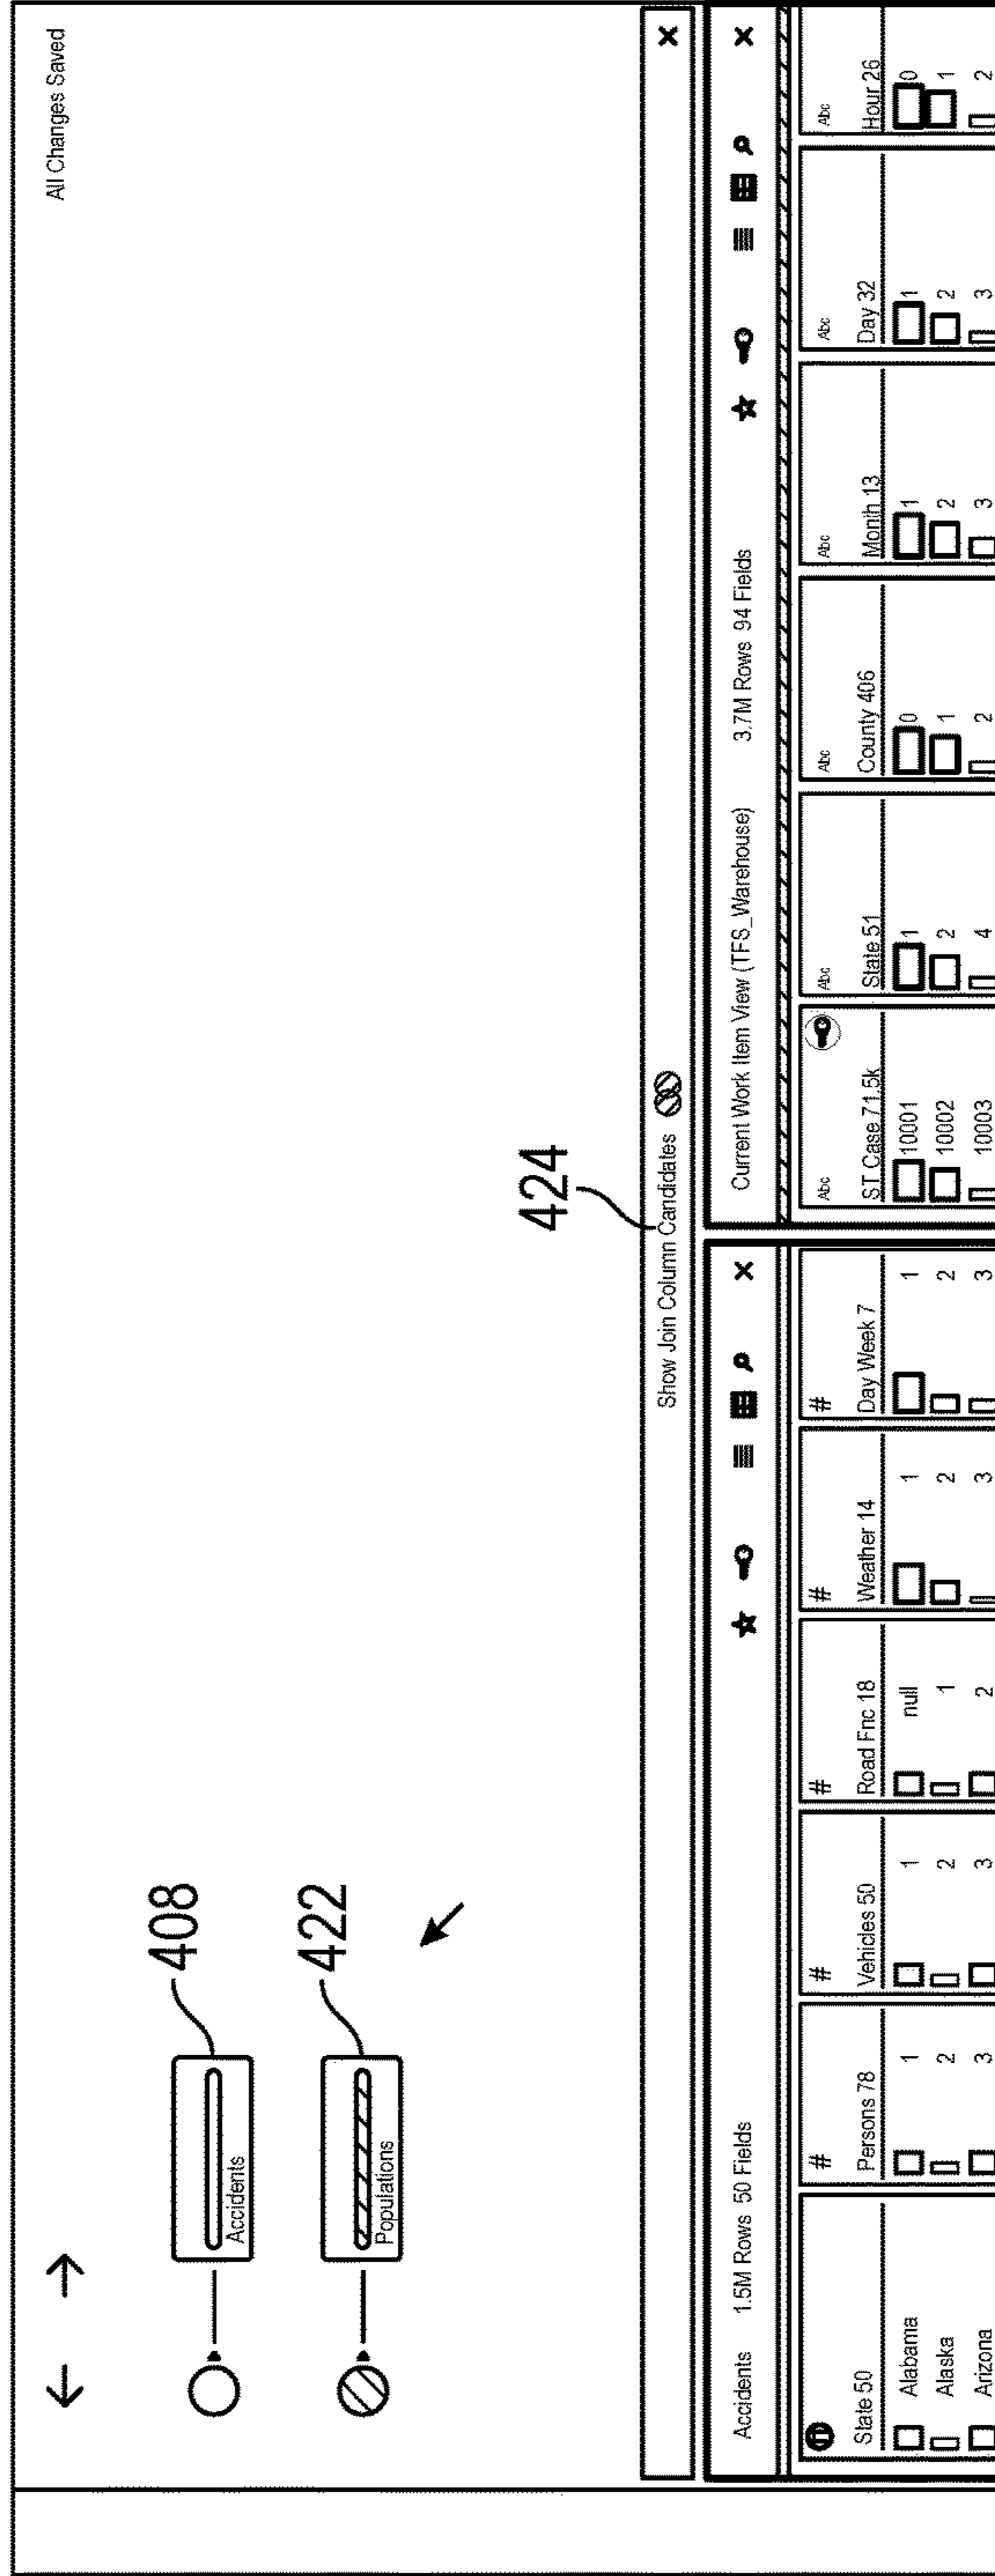 All Changes Saved
408
Accidents
422
Populations
424
Show Join Column Candidates
Accidents 1.5M Rows 50 Fields
Current Work Item View (TFS_Warehouse) 3.7M Rows 94 Fields
# # # # # Abc Abc Abc Abc Abc Abc
State 50 Persons 78 Vehicles 50 Road Fnc 18 Weather 14 Day Week 7 ST Case 71.5k State 51 County 406 Month 13 Day 32 Hour 26
Alabama 1 1 null 1 1 10001 1 0 1 1 0
Alaska 2 2 1 2 2 10002 2 1 2 2 1
Arizona 3 3 2 3 3 10003 4 2 3 3 2